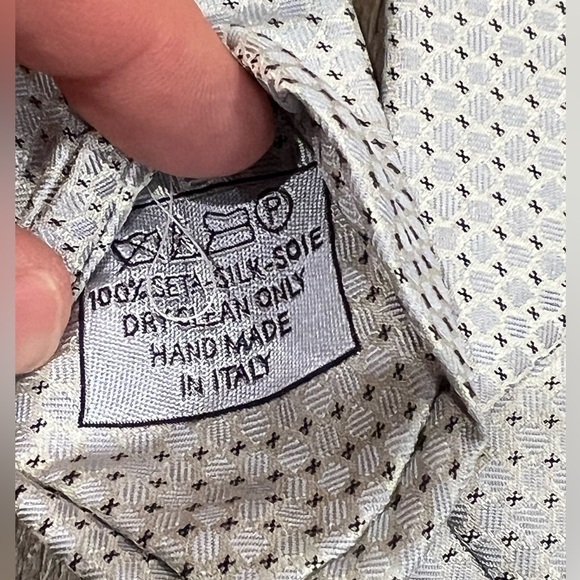 P
100% SETA-SILK-SOIE
DRY CLEAN ONLY
HAND MADE
IN ITALY